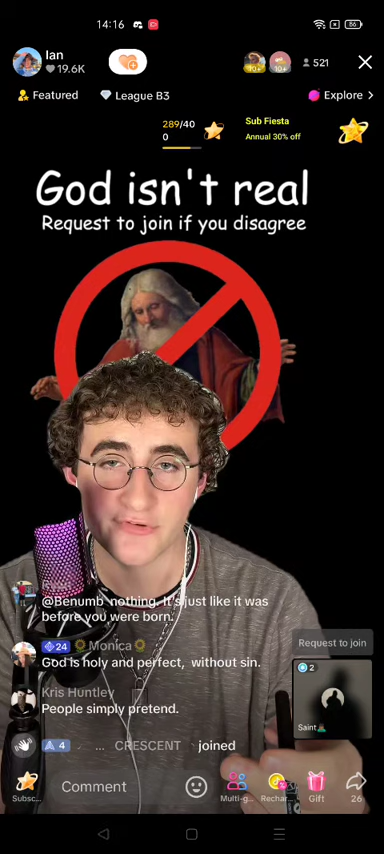 14:16
86
Ian
19.6K
10+
10+
521
Featured
League B3
Explore >
289/40
0
Sub Fiesta
Annual 30% off
God isn't real
Request to join if you disagree
@Benumb nothing. It's just like it was
before you were born.
24 🌻Monica🌻
God is holy and perfect, without sin.
Kris Huntley
People simply pretend.
4 . ... CRESCENT joined
Request to join
2
Saint
Comment
Subsc...
Multi-g...
Rechar...
Gift
26